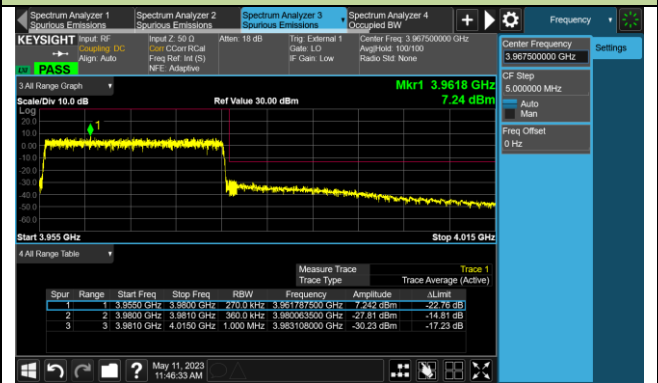 Spectrum Analyzer 1 Spectrum Analyzer 2 Spectrum Analyzer 3 Spectrum Analyzer 4 Frequency
Spurious Emissions Spurious Emissions Spurious Emissions Occupied BW
KEYSIGHT Input: RF Input Z: 50 Ω Atten: 18 dB Trig: External 1 Center Freq: 3.967500000 GHz
Coupling: DC Corr CCorr RCal Gate: LO Avg|Hold: 100/100
Align: Auto Freq Ref: Int (S) IF Gain: Low Radio Std: None
NFE: Adaptive
PASS
Center Frequency
3.967500000 GHz
Settings
CF Step
5.000000 MHz
Auto
Man
Freq Offset
0 Hz
3 All Range Graph
Mkr1 3.9618 GHz
Scale/Div 10.0 dB Ref Value 30.00 dBm 7.24 dBm
Log
20.0
1
10.0
0.00
-10.0
-20.0
-30.0
-40.0
-50.0
-60.0
Start 3.955 GHz Stop 4.015 GHz
4 All Range Table
Measure Trace Trace 1
Trace Type Trace Average (Active)
Spur Range Start Freq Stop Freq RBW Frequency Amplitude ΔLimit
1 1 3.9550 GHz 3.9800 GHz 270.0 kHz 3.961787500 GHz 7.242 dBm -22.76 dB
2 2 3.9800 GHz 3.9810 GHz 360.0 kHz 3.980063500 GHz -27.81 dBm -14.81 dB
3 3 3.9810 GHz 4.0150 GHz 1.000 MHz 3.983108000 GHz -30.23 dBm -17.23 dB
May 11, 2023
11:46:33 AM